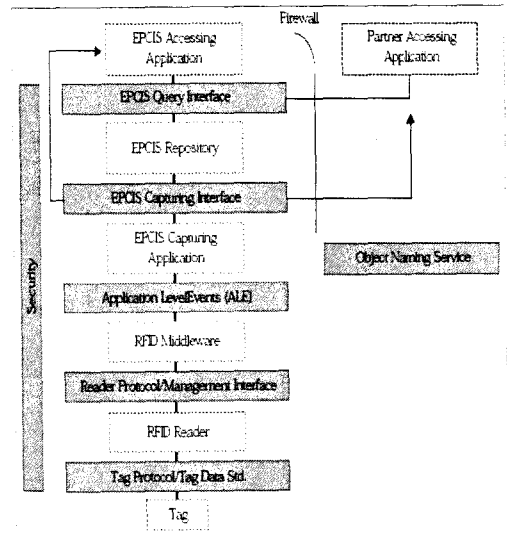 Firewall
EPCIS Accessing
Application
Partner Accessing
Application
EPCIS Query Interface
EPCIS Repository
EPCIS Capturing Interface
EPCIS Capturing
Application
Object Naming Service
Security
Application LevelEvents (ALE)
RFID Middleware
Reader Protocol/Management Interface
RFID Reader
Tag Protocol/Tag Data Std.
Tag